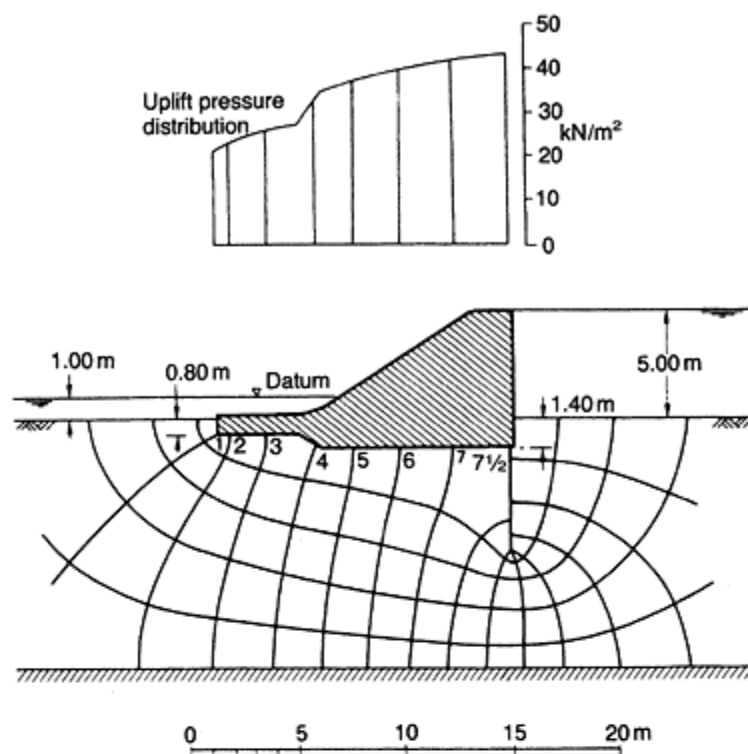 50
40
Uplift pressure
distribution
30
kN/m²
20
10
0
1.00 m
0.80 m
Datum
5.00 m
1.40 m
1 2 3 4 5 6 7 7½
0 5 10 15 20 m